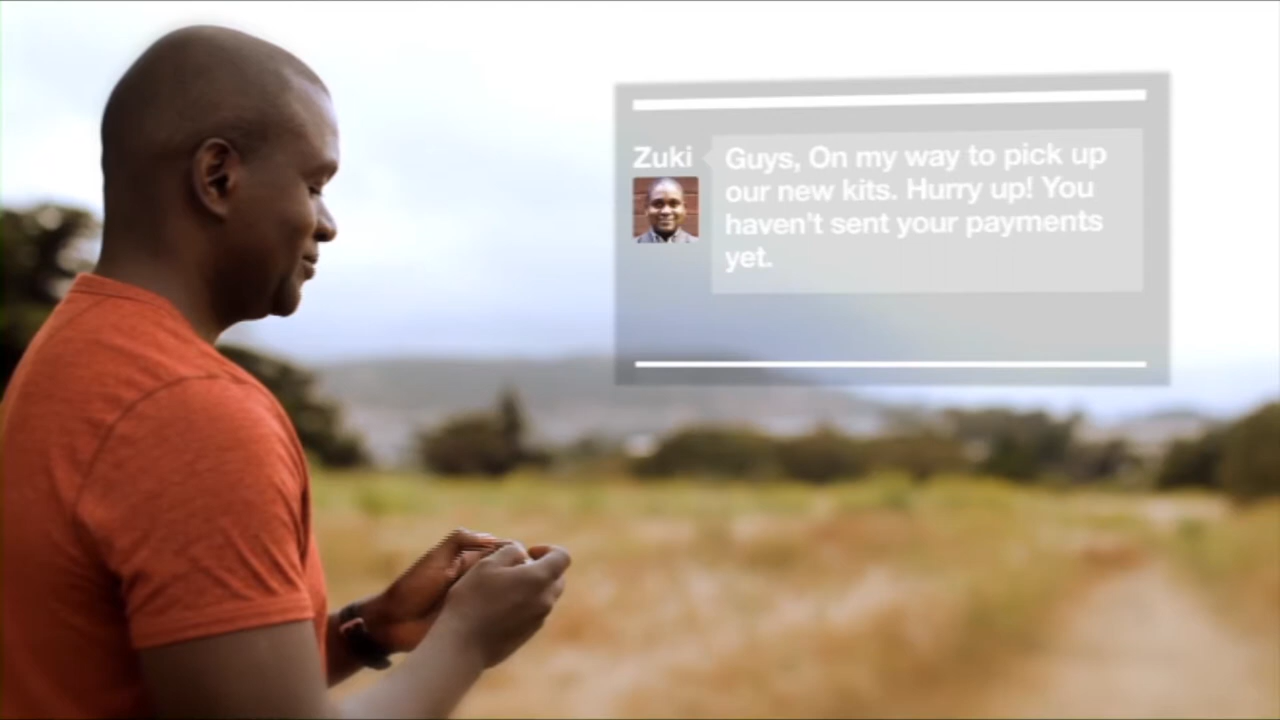 Zuki
Guys, On my way to pick up
our new kits. Hurry up! You
haven't sent your payments
yet.